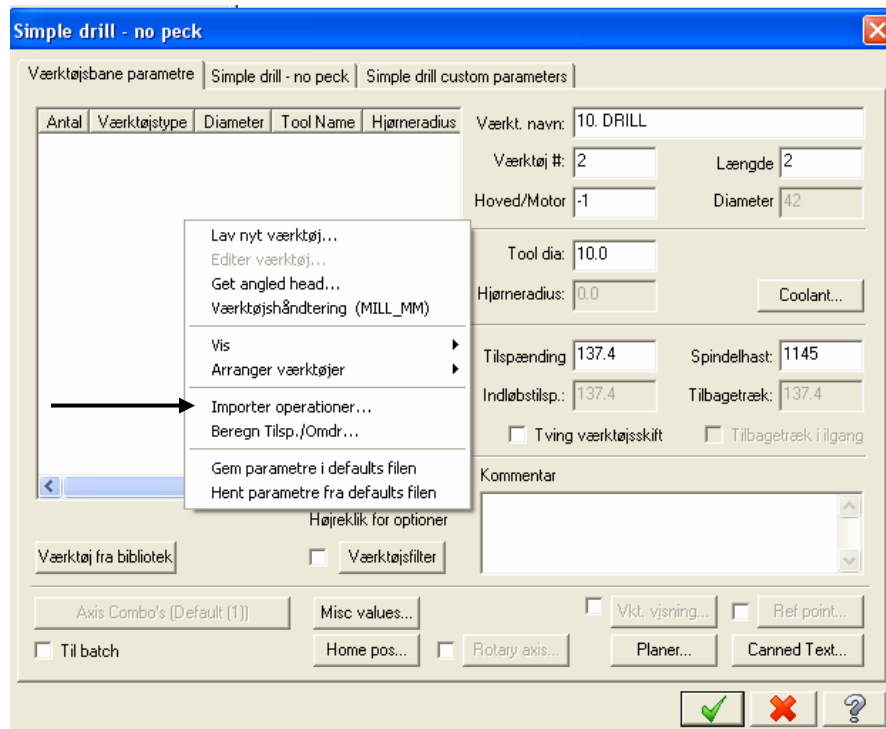 Simple drill - no peck
Værktøjsbane parametre Simple drill - no peck Simple drill custom parameters
Antal Værktøjstype Diameter Tool Name Hjørneradius
Værkt. navn: 10. DRILL
Værktøj #: 2 Længde 2
Hoved/Motor -1 Diameter 42
Lav nyt værktøj...
Editer værktøj...
Get angled head...
Værktøjshåndtering (MILL_MM)
Vis
Arranger værktøjer
Importer operationer...
Beregn Tilsp./Omdr...
Gem parametre i defaults filen
Hent parametre fra defaults filen
Tool dia: 10.0
Hjørneradius: 0.0 Coolant...
Tilspænding 137.4 Spindelhast: 1145
Indløbstilsp.: 137.4 Tilbagetræk: 137.4
Tving værktøjsskift Tilbagetræk i ilgang
Kommentar
Højreklik for optioner
Værktøj fra bibliotek Værktøjsfilter
Axis Combo's (Default (1)) Misc values... Vkt. visning... Ref point...
Til batch Home pos... Rotary axis... Planer... Canned Text...